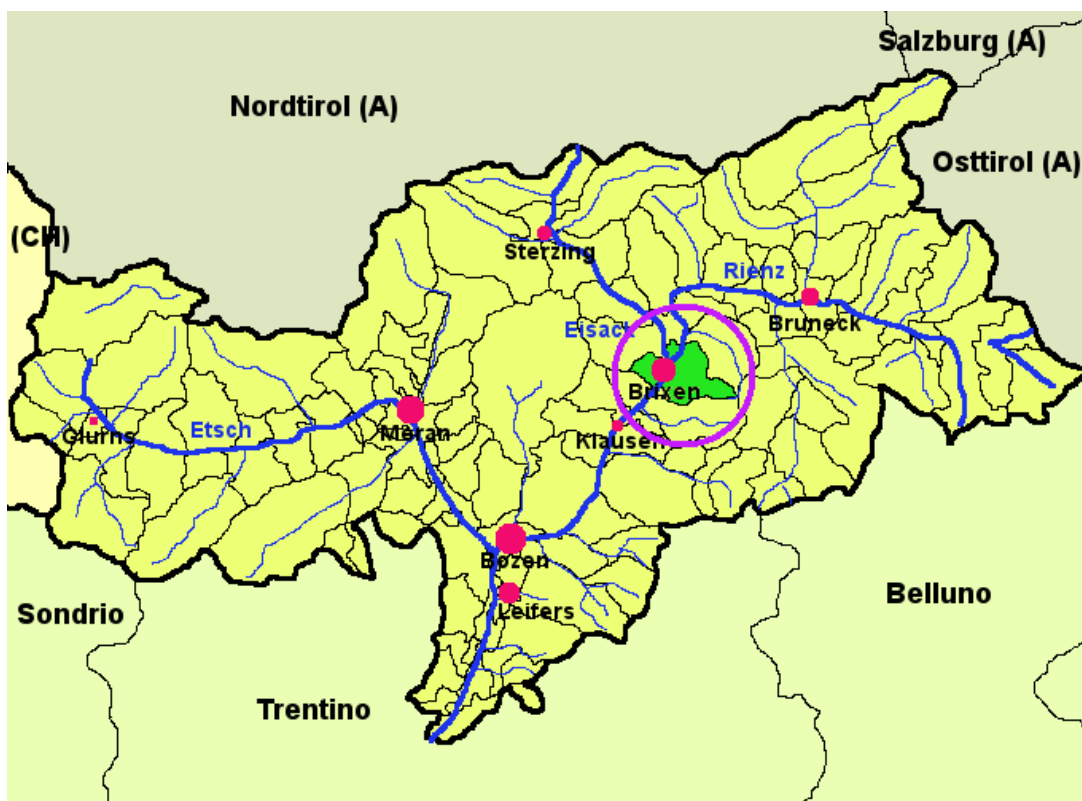 Salzburg (A)
Nordtirol (A)
Osttirol (A)
(CH)
Sterzing
Rienz
Eisack
Bruneck
Brixen
Glurns
Etsch
Meran
Klausen
Bozen
Leifers
Sondrio
Belluno
Trentino